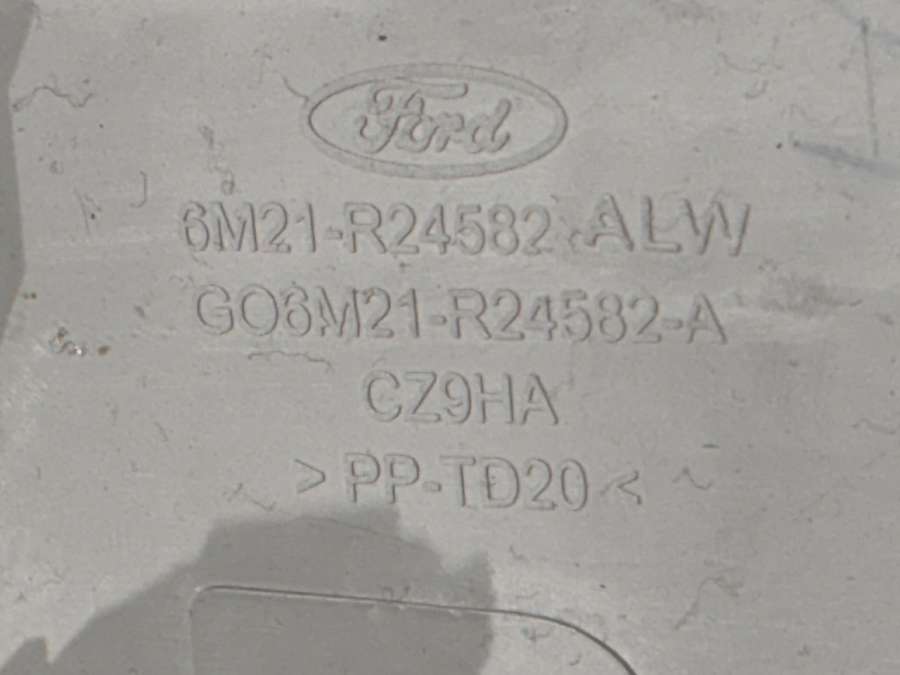 Ford
6M21-R24582-ALW
GO6M21-R24582-A
CZ9HA
>PP-TD20<